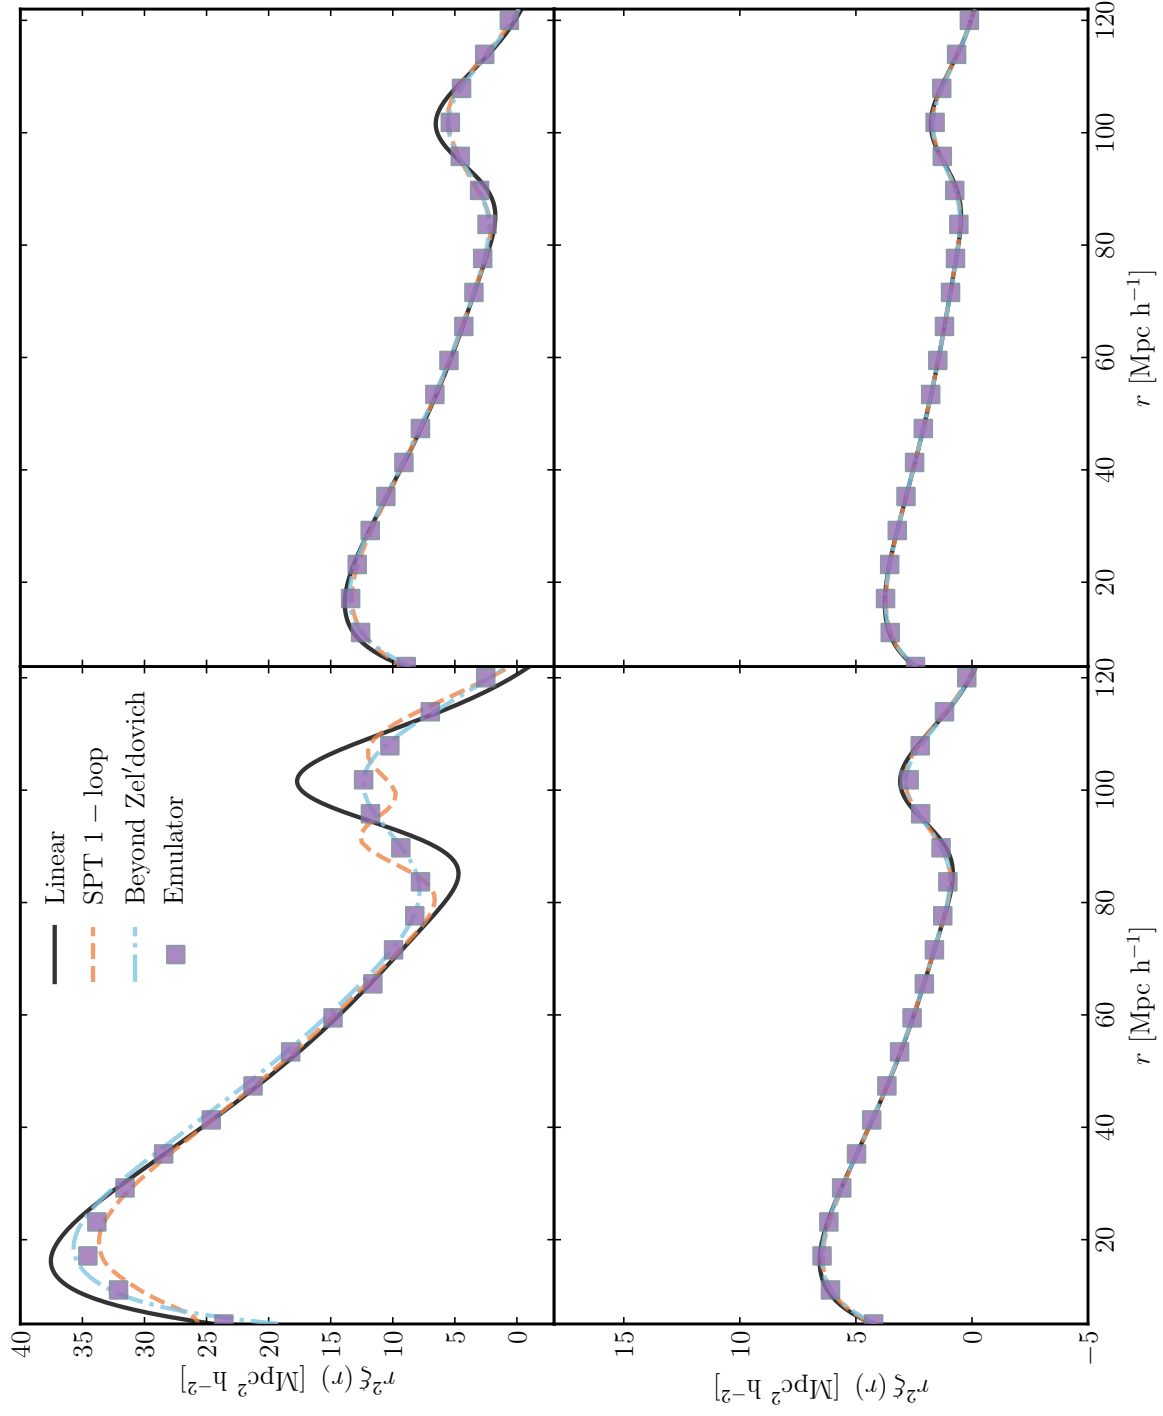 r²ξ(r) [Mpc² h⁻²]
40
35
30
25
20
15
10
5
0
Linear
SPT 1 − loop
Beyond Zel′dovich
Emulator
r²ξ(r) [Mpc² h⁻²]
15
10
5
0
−5
20 40 60 80 100 120
20 40 60 80 100 120
r [Mpc h⁻¹]
r [Mpc h⁻¹]